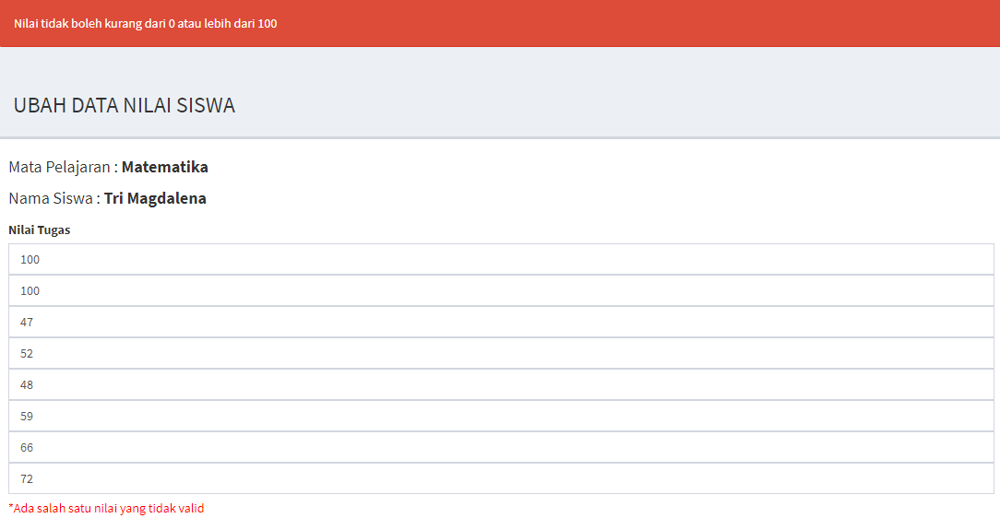 Nilai tidak boleh kurang dari 0 atau lebih dari 100
UBAH DATA NILAI SISWA
Mata Pelajaran : Matematika
Nama Siswa : Tri Magdalena
Nilai Tugas
100
100
47
52
48
59
66
72
*Ada salah satu nilai yang tidak valid